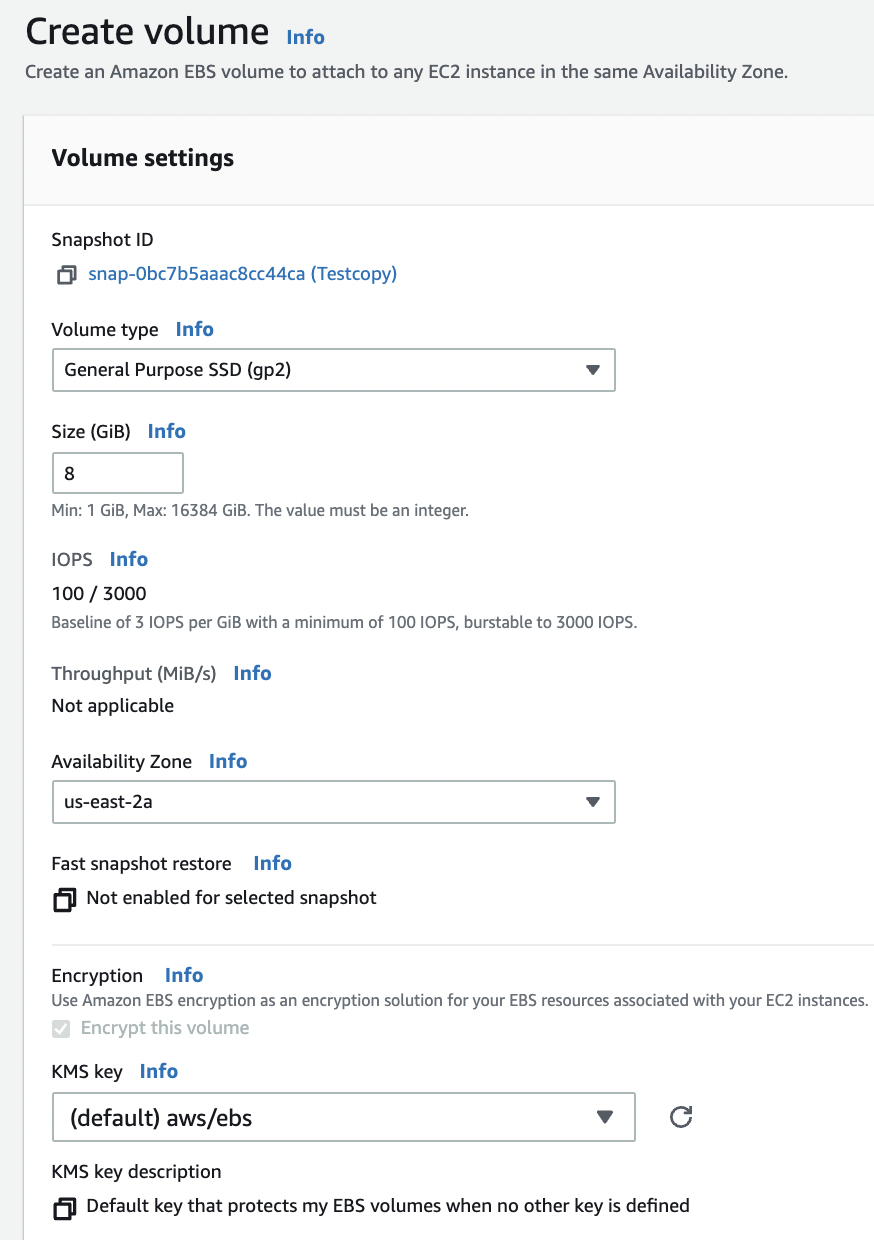 Create volume Info
Create an Amazon EBS volume to attach to any EC2 instance in the same Availability Zone.
Volume settings
Snapshot ID
snap-0bc7b5aaac8cc44ca (Testcopy)
Volume type Info
General Purpose SSD (gp2)
Size (GiB) Info
8
Min: 1 GiB, Max: 16384 GiB. The value must be an integer.
IOPS Info
100 / 3000
Baseline of 3 IOPS per GiB with a minimum of 100 IOPS, burstable to 3000 IOPS.
Throughput (MiB/s) Info
Not applicable
Availability Zone Info
us-east-2a
Fast snapshot restore Info
Not enabled for selected snapshot
Encryption Info
Use Amazon EBS encryption as an encryption solution for your EBS resources associated with your EC2 instances.
Encrypt this volume
KMS key Info
(default) aws/ebs
KMS key description
Default key that protects my EBS volumes when no other key is defined